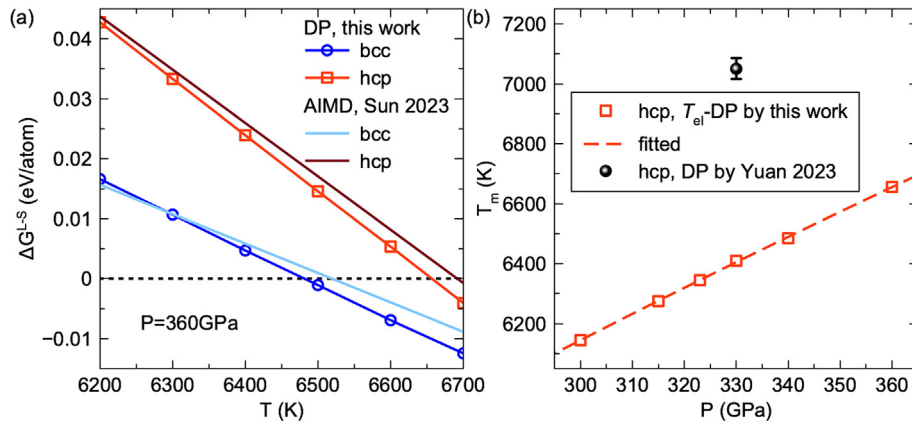 (a)
0.04
0.03
0.02
0.01
0
−0.01
ΔG^L-S (eV/atom)
DP, this work
bcc
hcp
AIMD, Sun 2023
bcc
hcp
P=360GPa
6200 6300 6400 6500 6600 6700
T (K)
(b)
7200
7000
6800
6600
6400
6200
T_m (K)
hcp, T_el-DP by this work
fitted
hcp, DP by Yuan 2023
300 310 320 330 340 350 360
P (GPa)